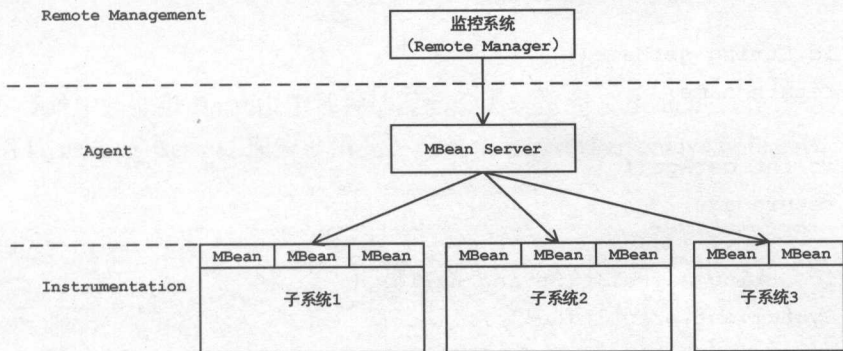 Remote Management
监控系统
(Remote Manager)
Agent
MBean Server
MBean MBean MBean
MBean MBean MBean
MBean MBean
Instrumentation
子系统1
子系统2
子系统3